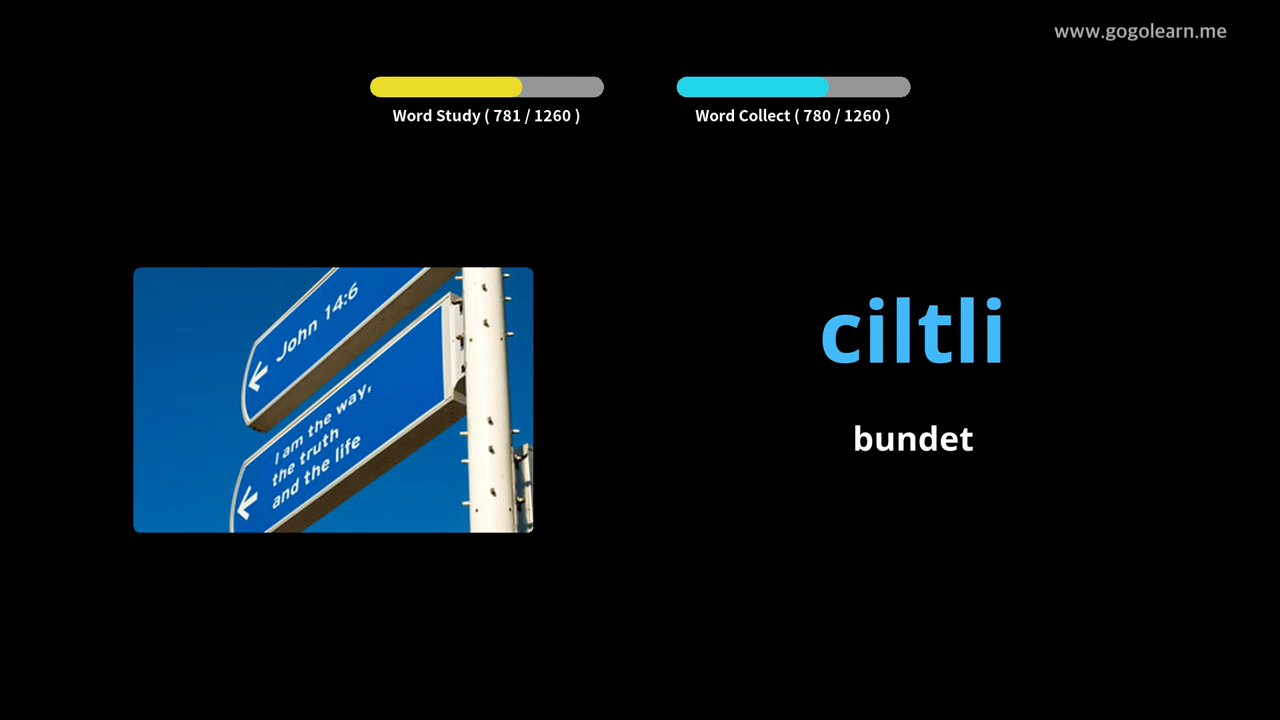 www.gogolearn.me
Word Study ( 781 / 1260 )
Word Collect ( 780 / 1260 )
John 14:6
I am the way,
the truth
and the life
ciltli
bundet